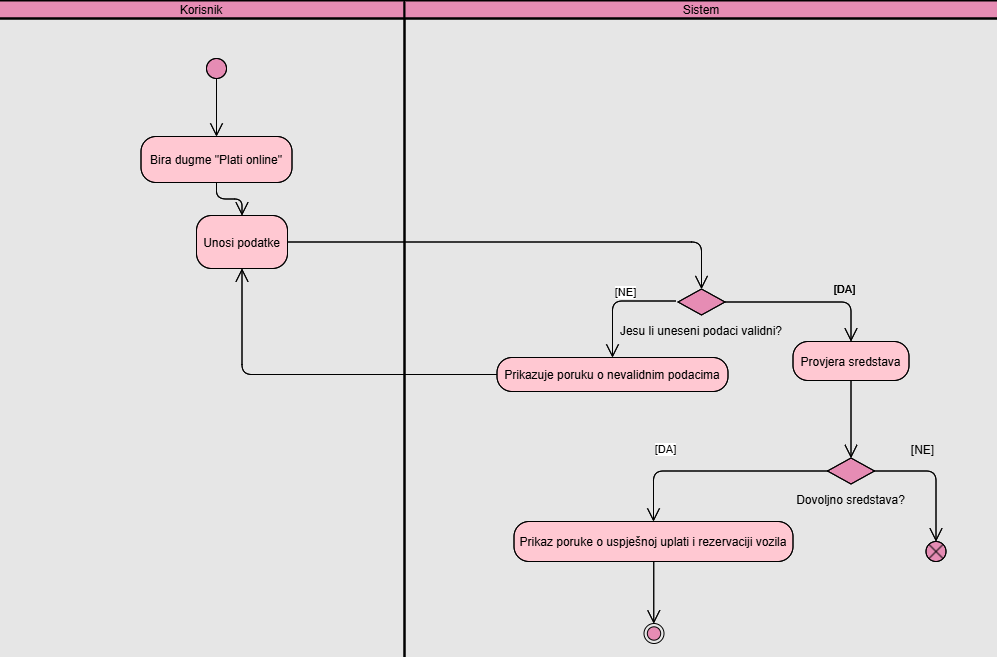 Korisnik
Sistem
Bira dugme "Plati online"
Unosi podatke
[NE]
[DA]
Jesu li uneseni podaci validni?
Prikazuje poruku o nevalidnim podacima
Provjera sredstava
[DA]
[NE]
Dovoljno sredstava?
Prikaz poruke o uspješnoj uplati i rezervaciji vozila